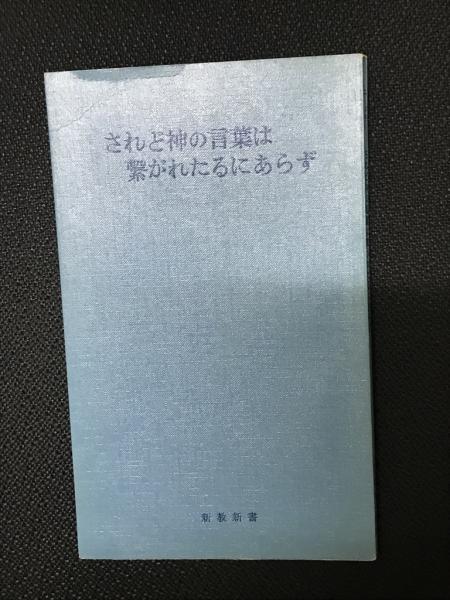 されど神の言葉は
繋がれたるにあらず
新教新書